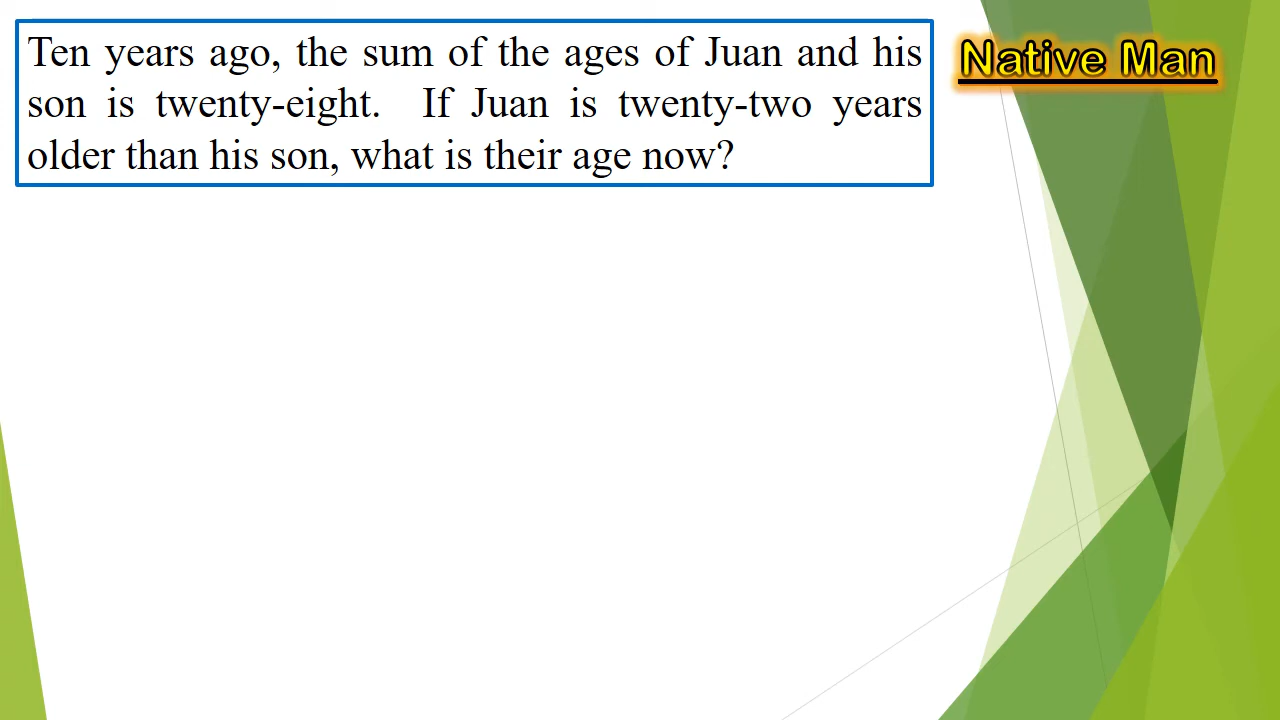 Ten years ago, the sum of the ages of Juan and his
son is twenty-eight. If Juan is twenty-two years
older than his son, what is their age now?
Native Man